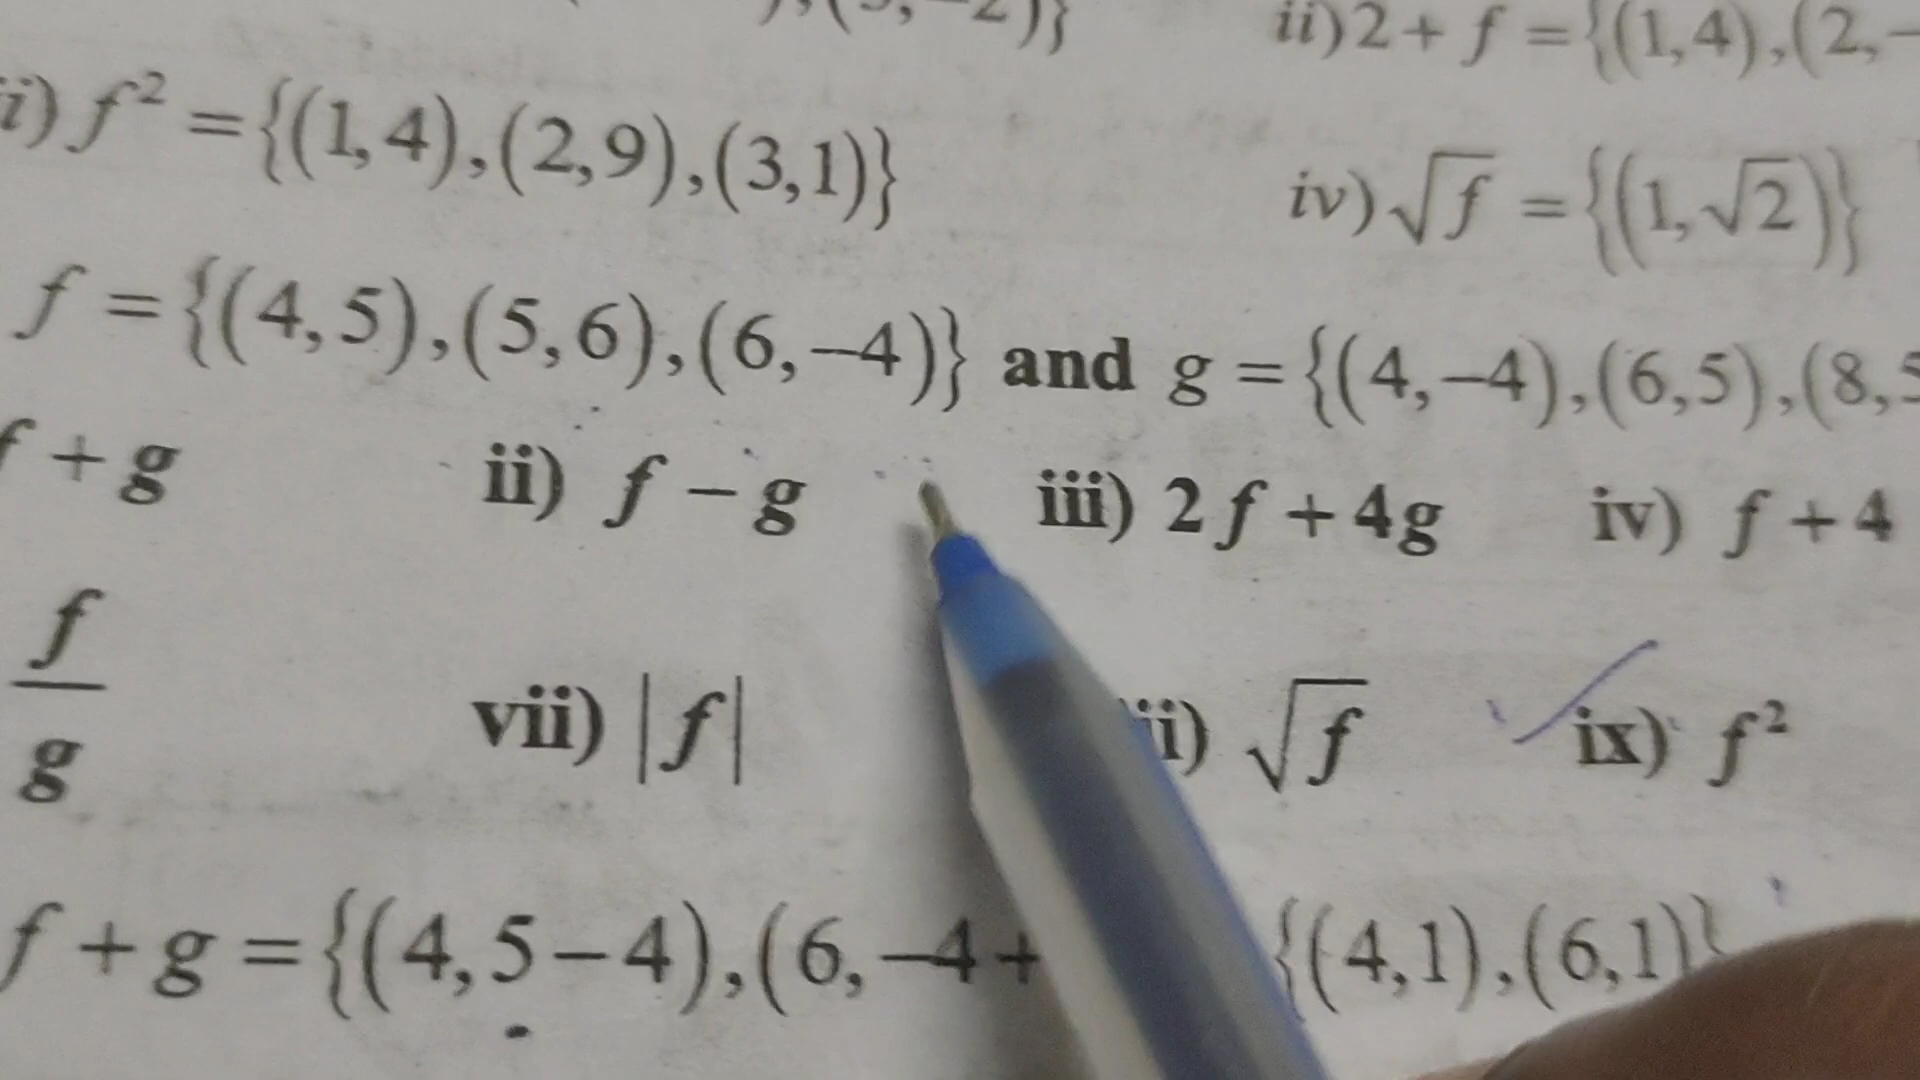 ii) 2 + f = {(1,4),(2,-
i) f² = {(1,4),(2,9),(3,1)}
iv) √f = {(1,√2)}
f = {(4,5),(5,6),(6,-4)} and g = {(4,-4),(6,5),(8,5
f + g ii) f - g iii) 2f + 4g iv) f + 4
f/g vii) |f| ii) √f ix) f²
f + g = {(4,5-4),(6,-4+ {(4,1),(6,1)}